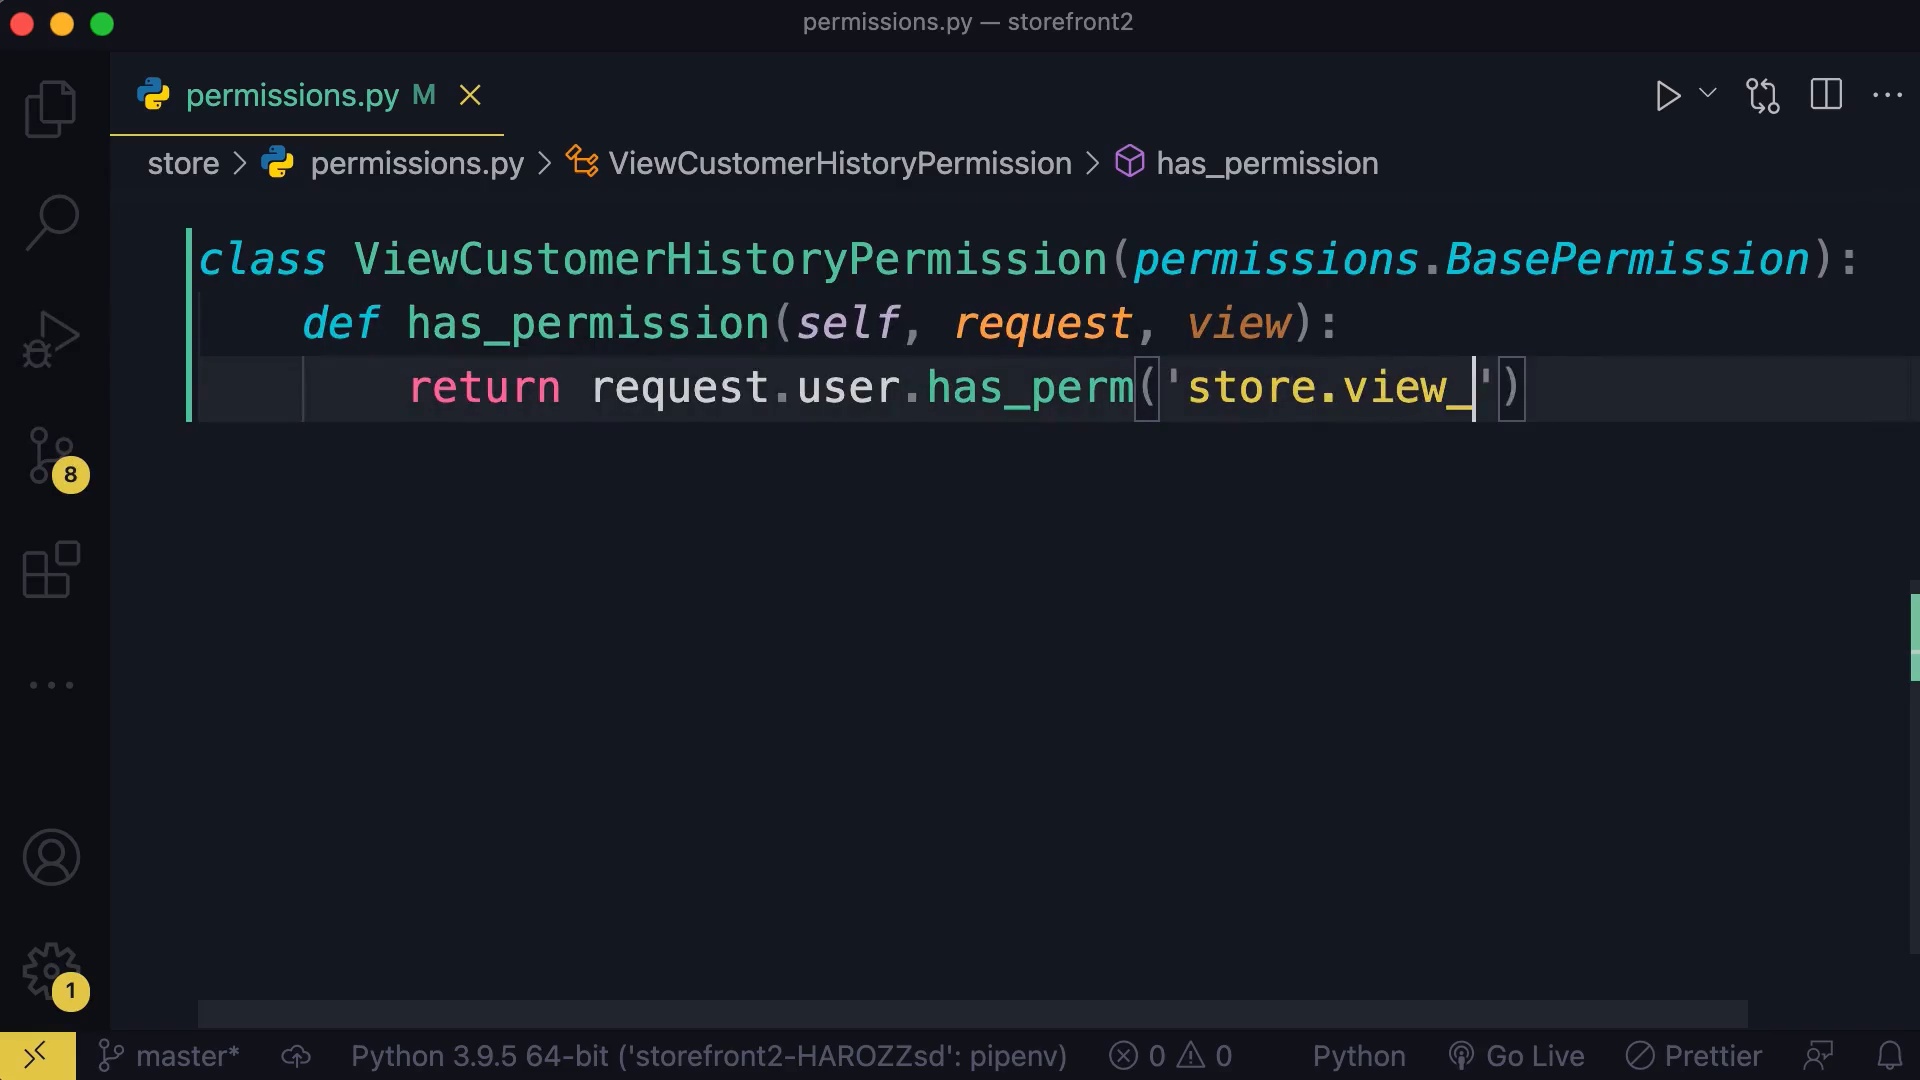 permissions.py — storefront2
permissions.py M
store > permissions.py > ViewCustomerHistoryPermission > has_permission
class ViewCustomerHistoryPermission(permissions.BasePermission):
def has_permission(self, request, view):
return request.user.has_perm('store.view_')
8
1
master* Python 3.9.5 64-bit ('storefront2-HAROZZsd': pipenv) 0 0 Python Go Live Prettier